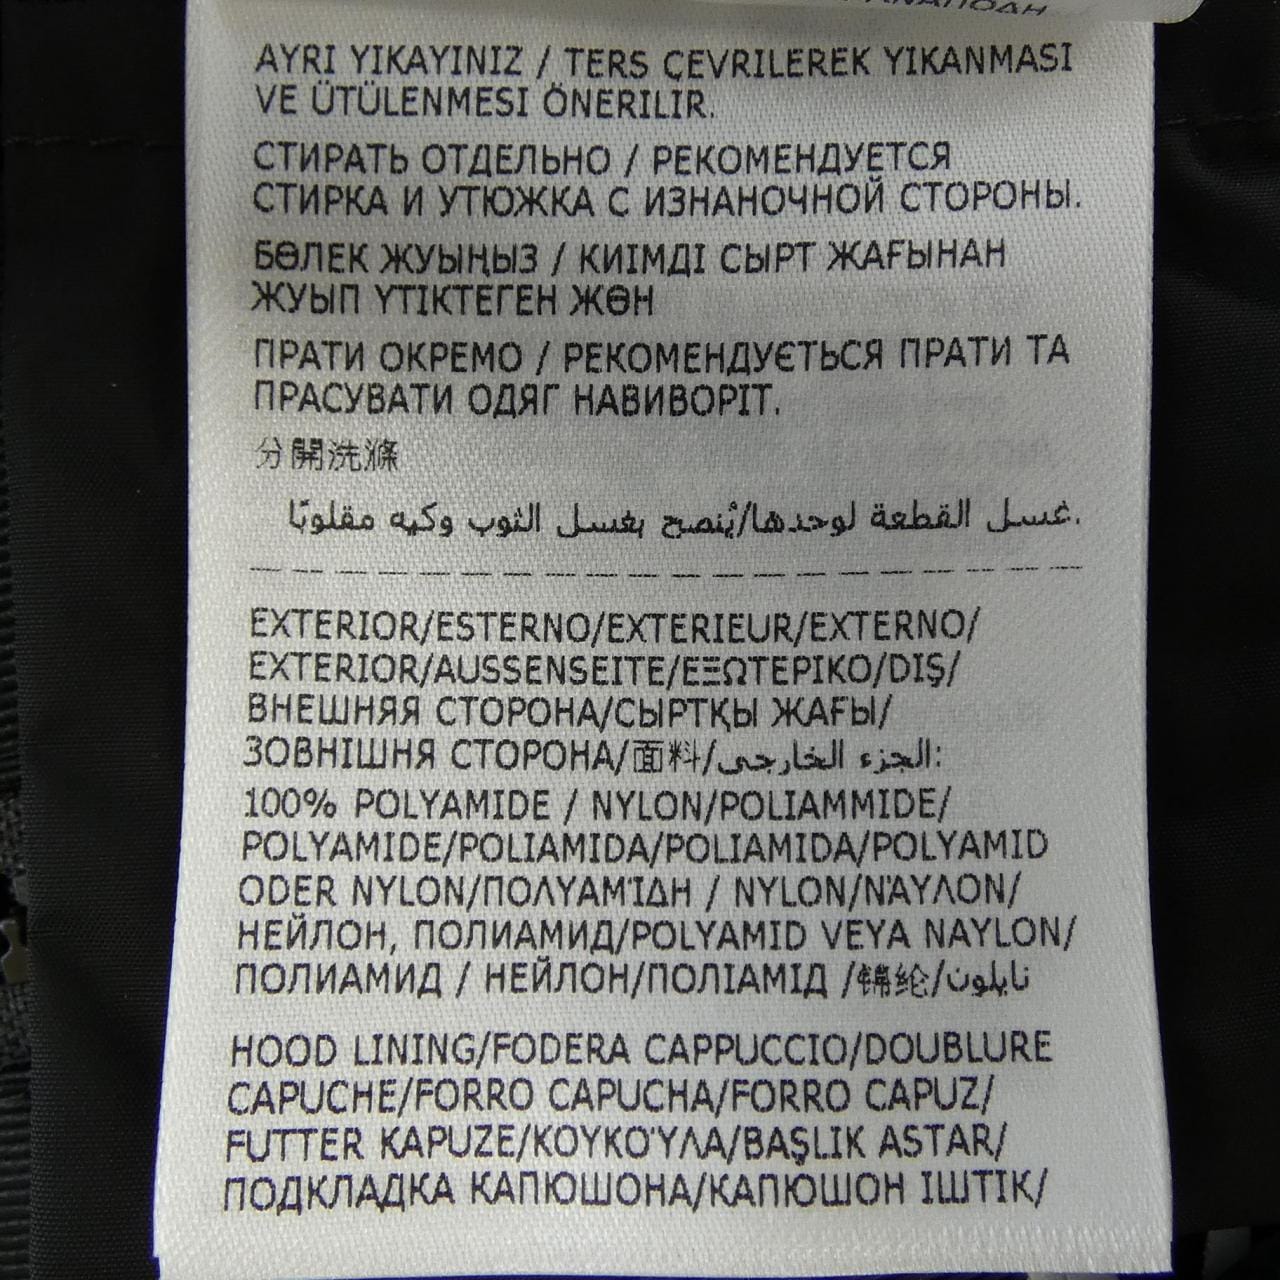 AYRI YIKAYINIZ / TERS ÇEVRILEREK YIKANMASI
VE ÜTÜLENMESI ÖNERILIR.
СТИРАТЬ ОТДЕЛЬНО / РЕКОМЕНДУЕТСЯ
СТИРКА И УТЮЖКА С ИЗНАНОЧНОЙ СТОРОНЫ.
БӨЛЕК ЖУЫҢЫЗ / КИІМДІ СЫРТ ЖАҒЫНАН
ЖУЫП ҮТІКТЕГЕН ЖӨН
ПРАТИ ОКРЕМО / РЕКОМЕНДУЄТЬСЯ ПРАТИ ТА
ПРАСУВАТИ ОДЯГ НАВИВОРІТ.
分開洗滌
غسل القطعة لوحدها/يُنصح بغسل الثوب وكيه مقلوبًا.
EXTERIOR/ESTERNO/EXTERIEUR/EXTERNO/
EXTERIOR/AUSSENSEITE/ΕΞΩΤΕΡΙΚΟ/DIŞ/
ВНЕШНЯЯ СТОРОНА/СЫРТҚЫ ЖАҒЫ/
ЗОВНІШНЯ СТОРОНА/面料/الجزء الخارجي:
100% POLYAMIDE / NYLON/POLIAMMIDE/
POLYAMIDE/POLIAMIDA/POLIAMIDA/POLYAMID
ODER NYLON/ΠΟΛΥΑΜΊΔΗ / NYLON/ΝΆΥΛΟΝ/
НЕЙЛОН, ПОЛИАМИД/POLYAMID VEYA NAYLON/
ПОЛИАМИД / НЕЙЛОН/ПОЛІАМІД /锦纶/نايلون
HOOD LINING/FODERA CAPPUCCIO/DOUBLURE
CAPUCHE/FORRO CAPUCHA/FORRO CAPUZ/
FUTTER KAPUZE/ΚΟΥΚΟΎΛΑ/BAŞLIK ASTAR/
ПОДКЛАДКА КАПЮШОНА/КАПЮШОН ІШТІК/